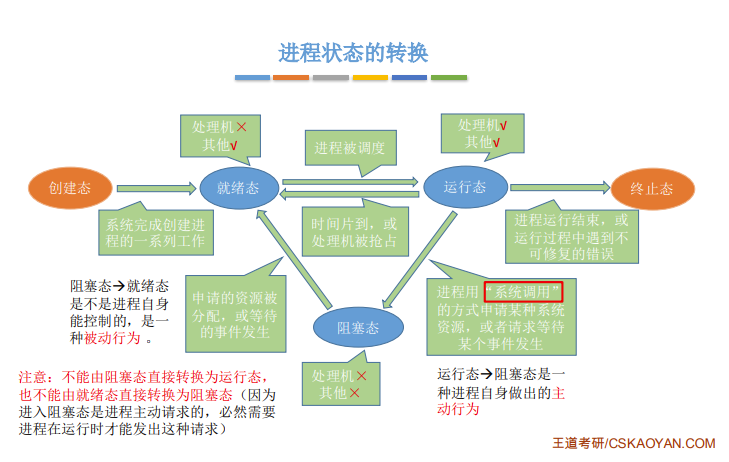 进程状态的转换
处理机×
其他√
进程被调度
处理机√
其他√
创建态
就绪态
运行态
终止态
系统完成创建进
程的一系列工作
时间片到，或
处理机被抢占
进程运行结束，或
运行过程中遇到不
可修复的错误
阻塞态→就绪态
是不是进程自身
能控制的，是一
种被动行为 。
申请的资源被
分配，或等待
的事件发生
进程用“系统调用”
的方式申请某种系统
资源，或者请求等待
某个事件发生
阻塞态
处理机×
其他×
注意：不能由阻塞态直接转换为运行态，
也不能由就绪态直接转换为阻塞态（因为
进入阻塞态是进程主动请求的，必然需要
进程在运行时才能发出这种请求）
运行态→阻塞态是一
种进程自身做出的主
动行为
王道考研/CSKAOYAN.COM